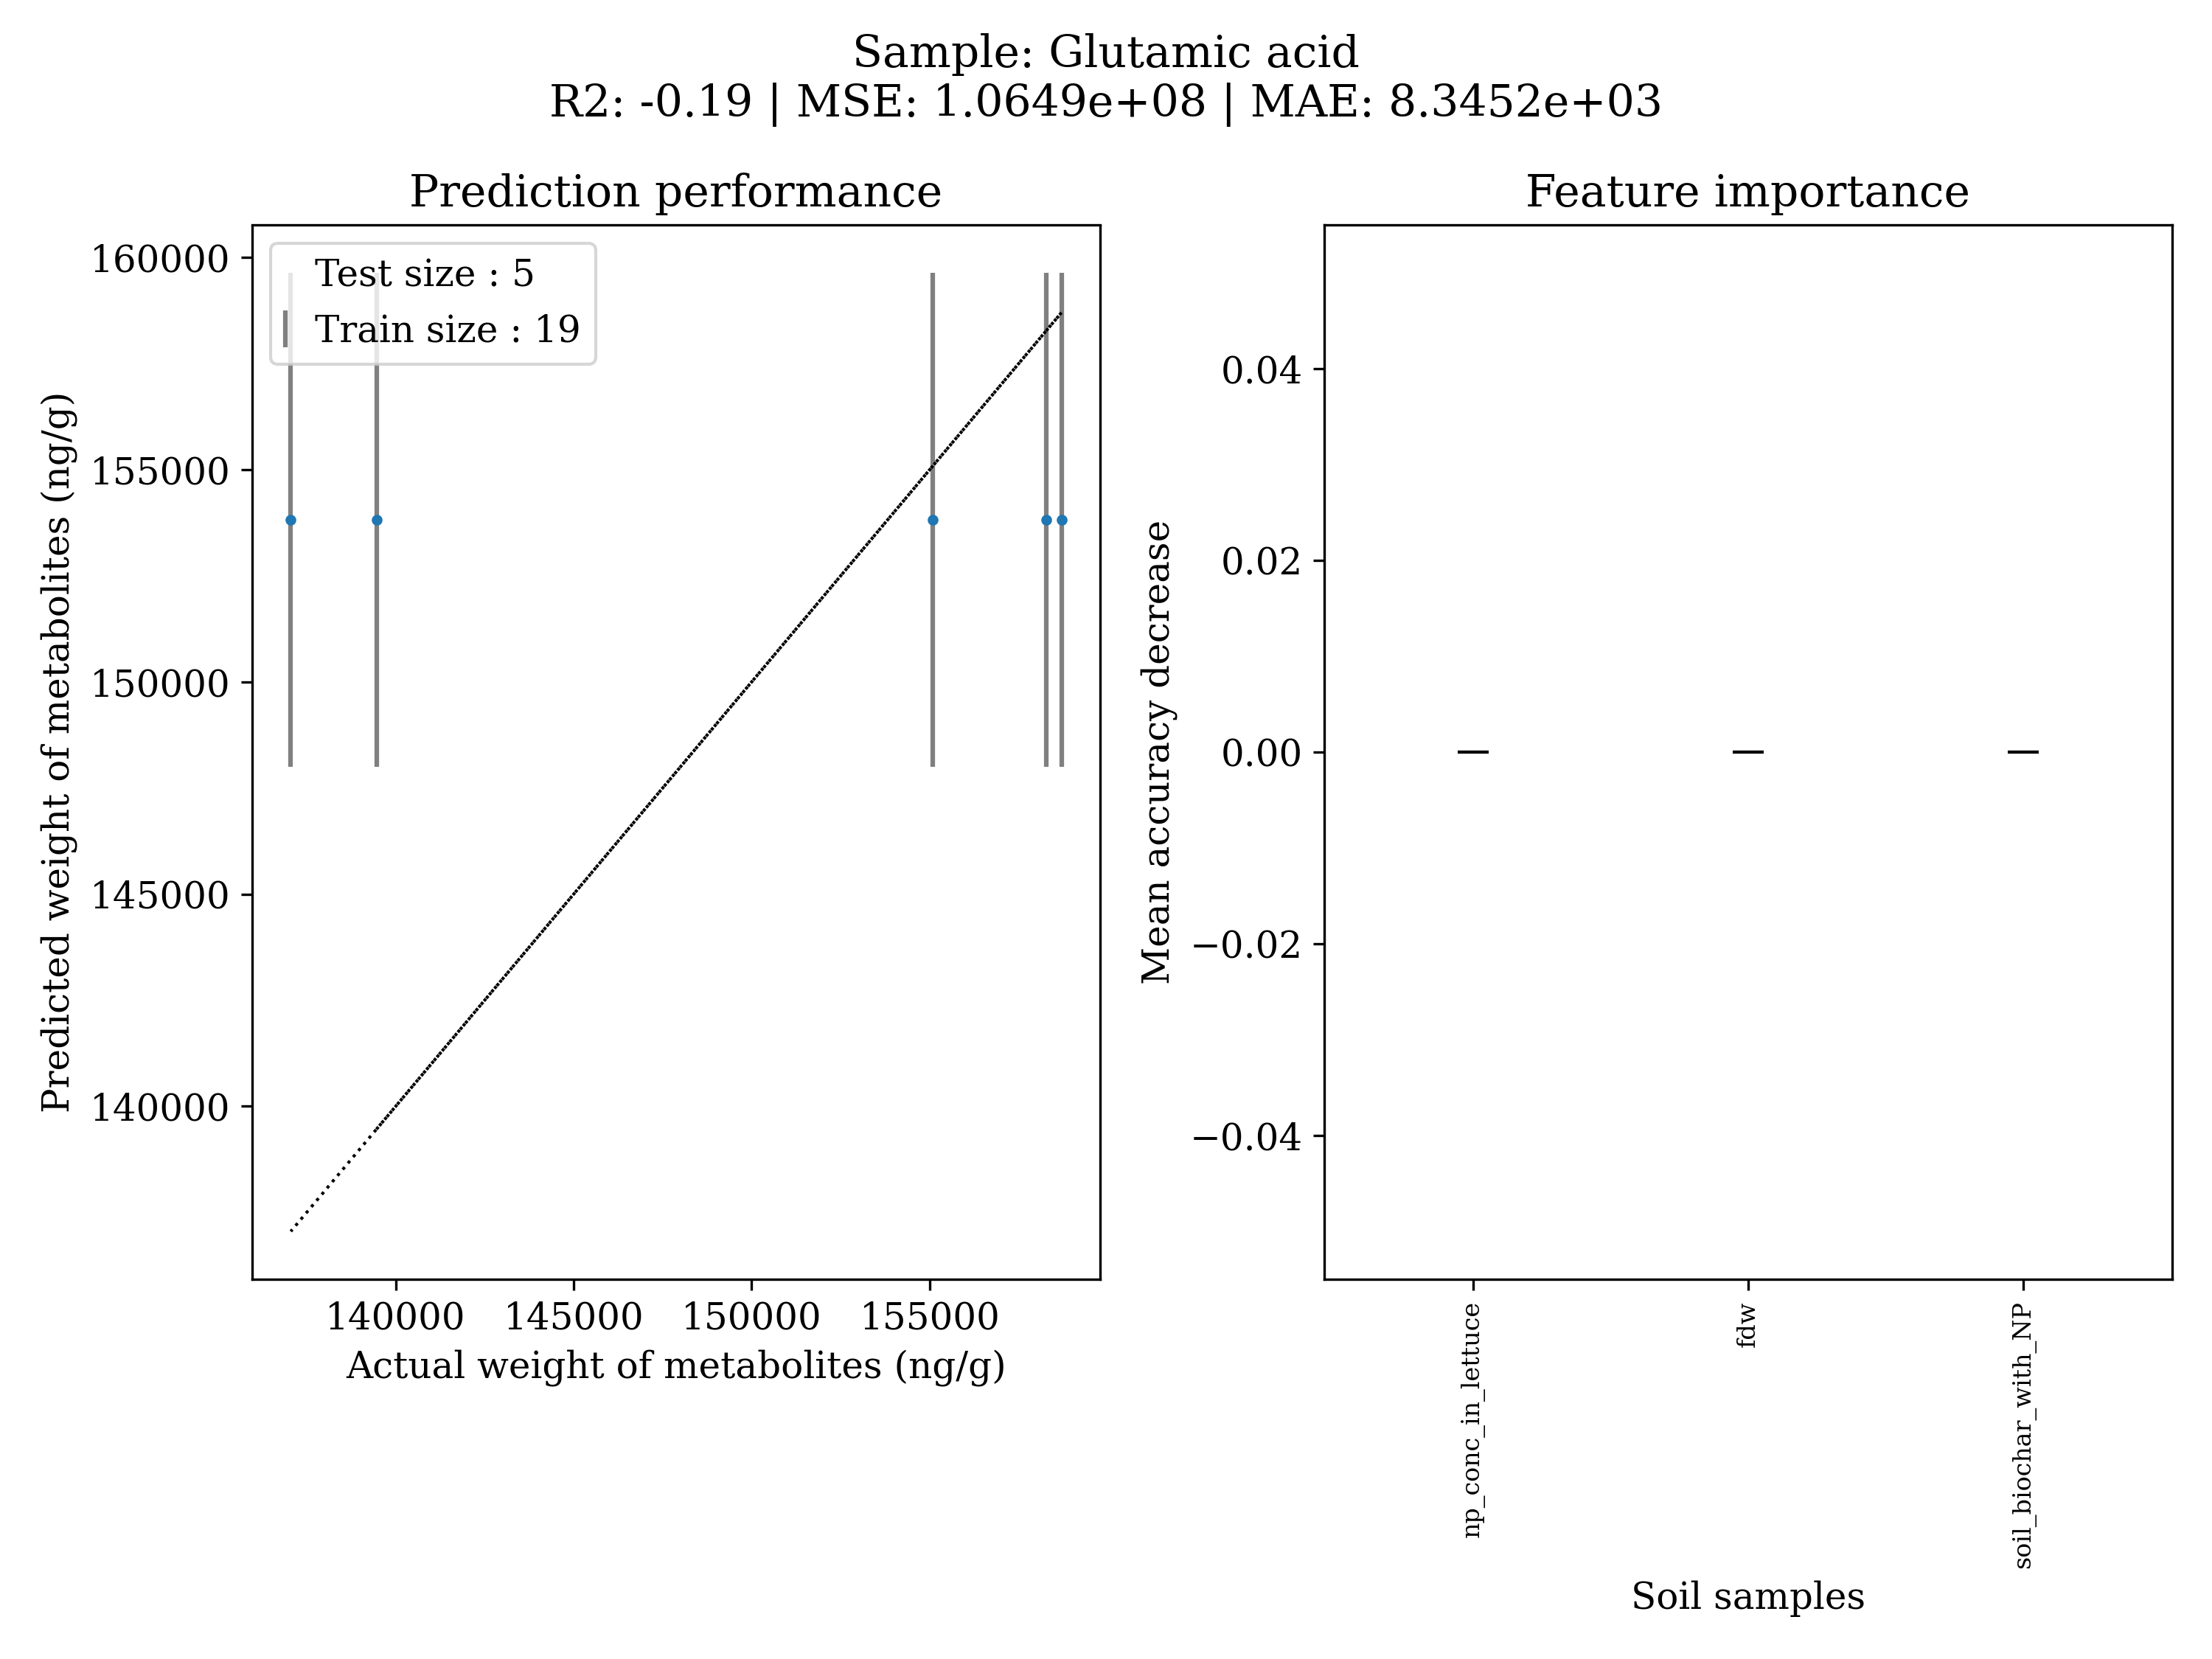 Sample: Glutamic acid
R2: -0.19 | MSE: 1.0649e+08 | MAE: 8.3452e+03
Prediction performance
Test size : 5
Train size : 19
160000
155000
150000
145000
140000
Predicted weight of metabolites (ng/g)
140000 145000 150000 155000
Actual weight of metabolites (ng/g)
Feature importance
0.04
0.02
0.00
−0.02
−0.04
Mean accuracy decrease
np_conc_in_lettuce
fdw
soil_biochar_with_NP
Soil samples